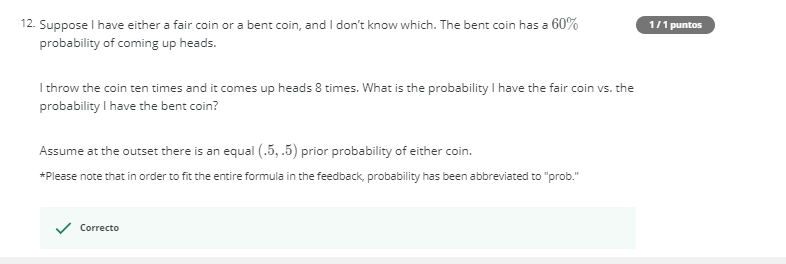 12. Suppose I have either a fair coin or a bent coin, and I don't know which. The bent coin has a 60%
1 / 1 puntos
probability of coming up heads.
I throw the coin ten times and it comes up heads 8 times. What is the probability I have the fair coin vs. the
probability I have the bent coin?
Assume at the outset there is an equal (.5, .5) prior probability of either coin.
*Please note that in order to fit the entire formula in the feedback, probability has been abbreviated to "prob."
Correcto